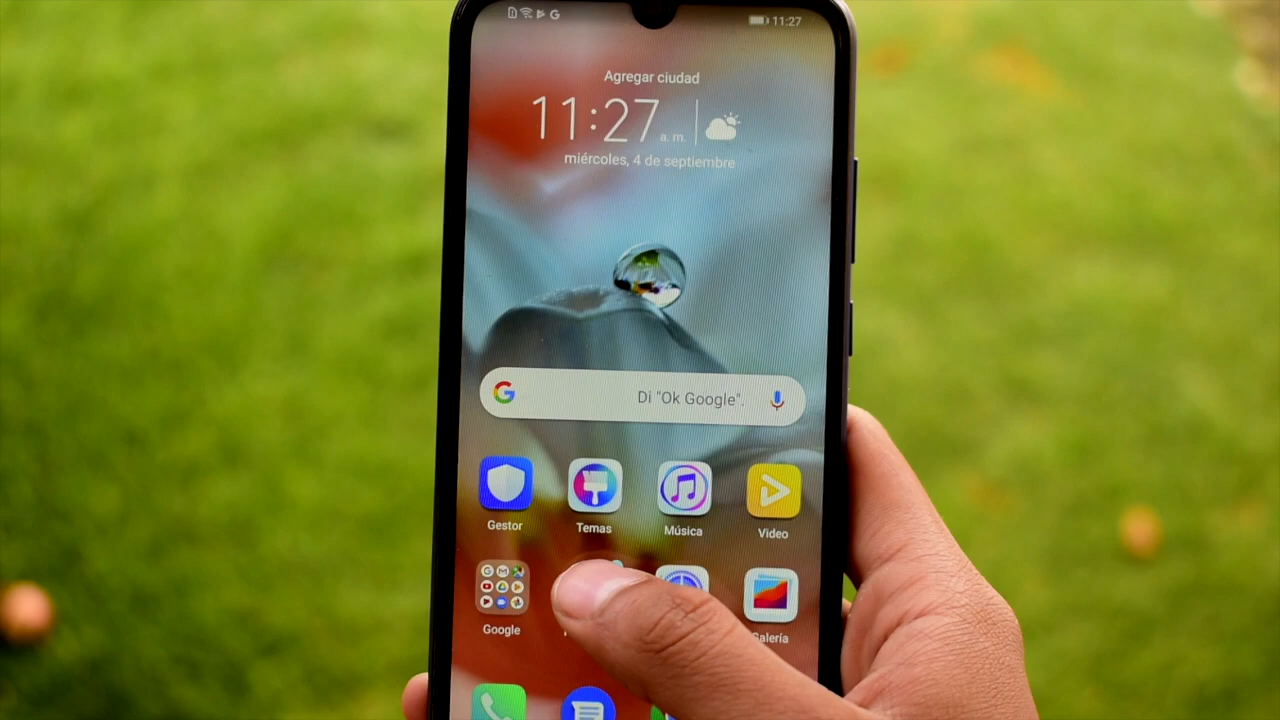 11:27
Agregar ciudad
11:27 a. m.
miércoles, 4 de septiembre
Di "Ok Google".
Gestor
Temas
Música
Video
Google
Galería